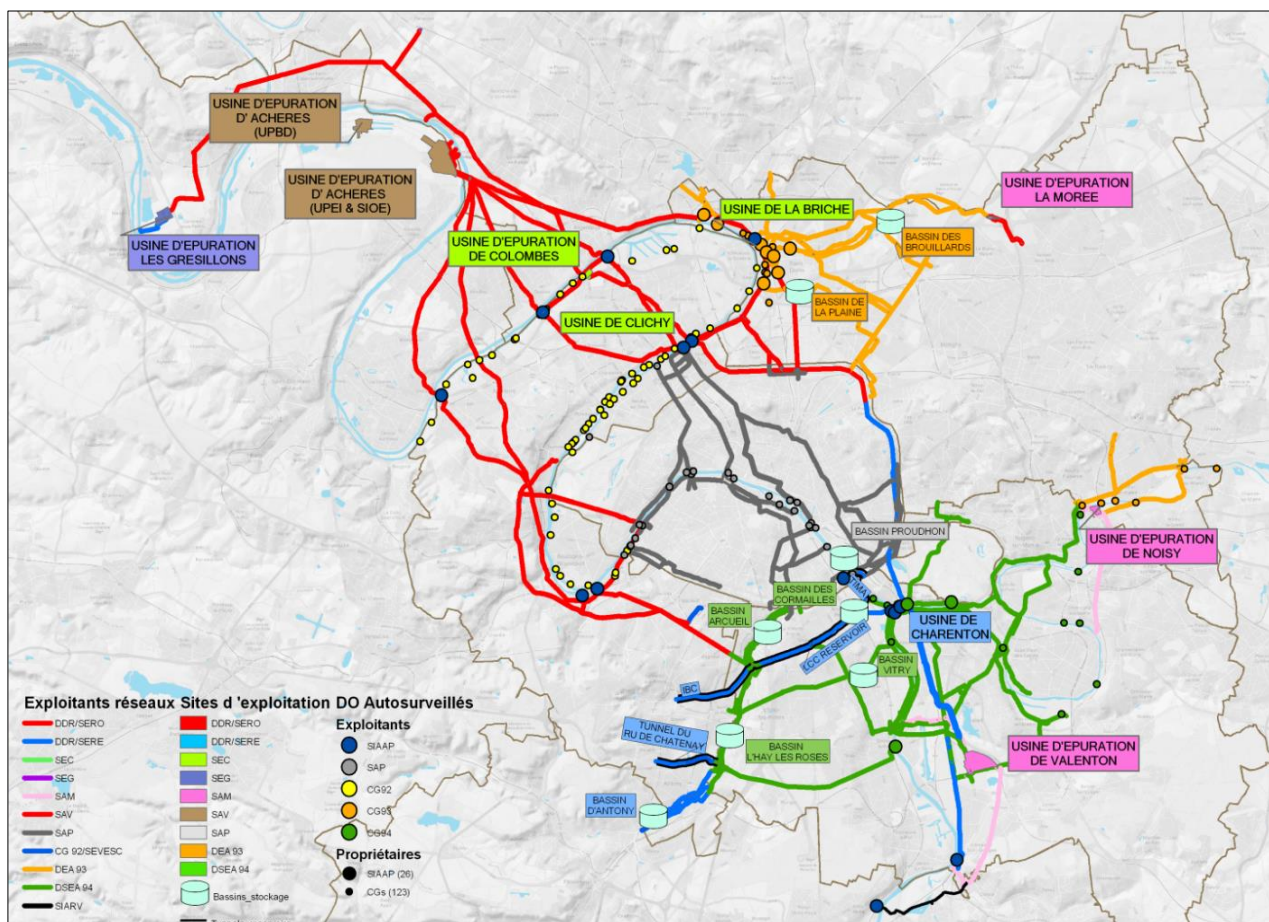 USINE D'EPURATION
D' ACHERES
(UPBD)
USINE D'EPURATION
D' ACHERES
(UPEI & SIOE)
USINE D'EPURATION
LES GRESILLONS
USINE D'EPURATION
DE COLOMBES
USINE DE LA BRICHE
USINE D'EPURATION
LA MOREE
BASSIN DES
BROUILLARDS
BASSIN DE
LA PLAINE
USINE DE CLICHY
BASSIN PROUDHON
USINE D'EPURATION
DE NOISY
BASSIN DES
CORMAILLES
TIMA
BASSIN
ARCUEIL
LCC RESERVOIR
USINE DE
CHARENTON
BASSIN
VITRY
IBC
TUNNEL DU
RU DE CHATENAY
BASSIN
L'HAY LES ROSES
USINE D'EPURATION
DE VALENTON
BASSIN
D'ANTONY
Exploitants réseaux
DDR/SERO
DDR/SERE
SEC
SEG
SAM
SAV
SAP
CG 92/SEVESC
DEA 93
DSEA 94
SIARV
Sites d 'exploitation
DDR/SERO
DDR/SERE
SEC
SEG
SAM
SAV
SAP
DEA 93
DSEA 94
Bassins_stockage
DO Autosurveillés
Exploitants
SIAAP
SAP
CG92
CG93
CG94
Propriétaires
SIAAP (26)
CGs (123)